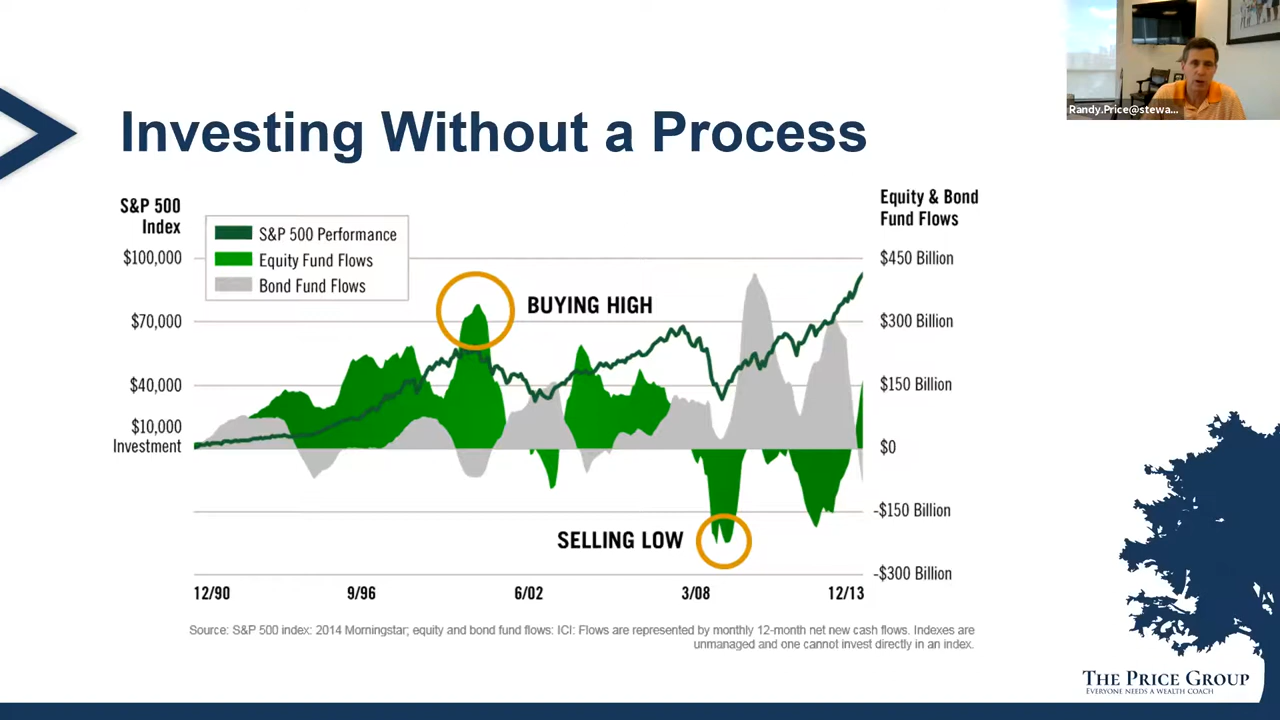 Randy.Price@stewa...
Investing Without a Process
S&P 500
Index
Equity & Bond
Fund Flows
S&P 500 Performance
Equity Fund Flows
Bond Fund Flows
$100,000
$70,000
$40,000
$10,000
Investment
$450 Billion
$300 Billion
$150 Billion
$0
-$150 Billion
-$300 Billion
BUYING HIGH
SELLING LOW
12/90
9/96
6/02
3/08
12/13
Source: S&P 500 index: 2014 Morningstar; equity and bond fund flows: ICI: Flows are represented by monthly 12-month net new cash flows. Indexes are
unmanaged and one cannot invest directly in an index.
THE PRICE GROUP
EVERYONE NEEDS A WEALTH COACH